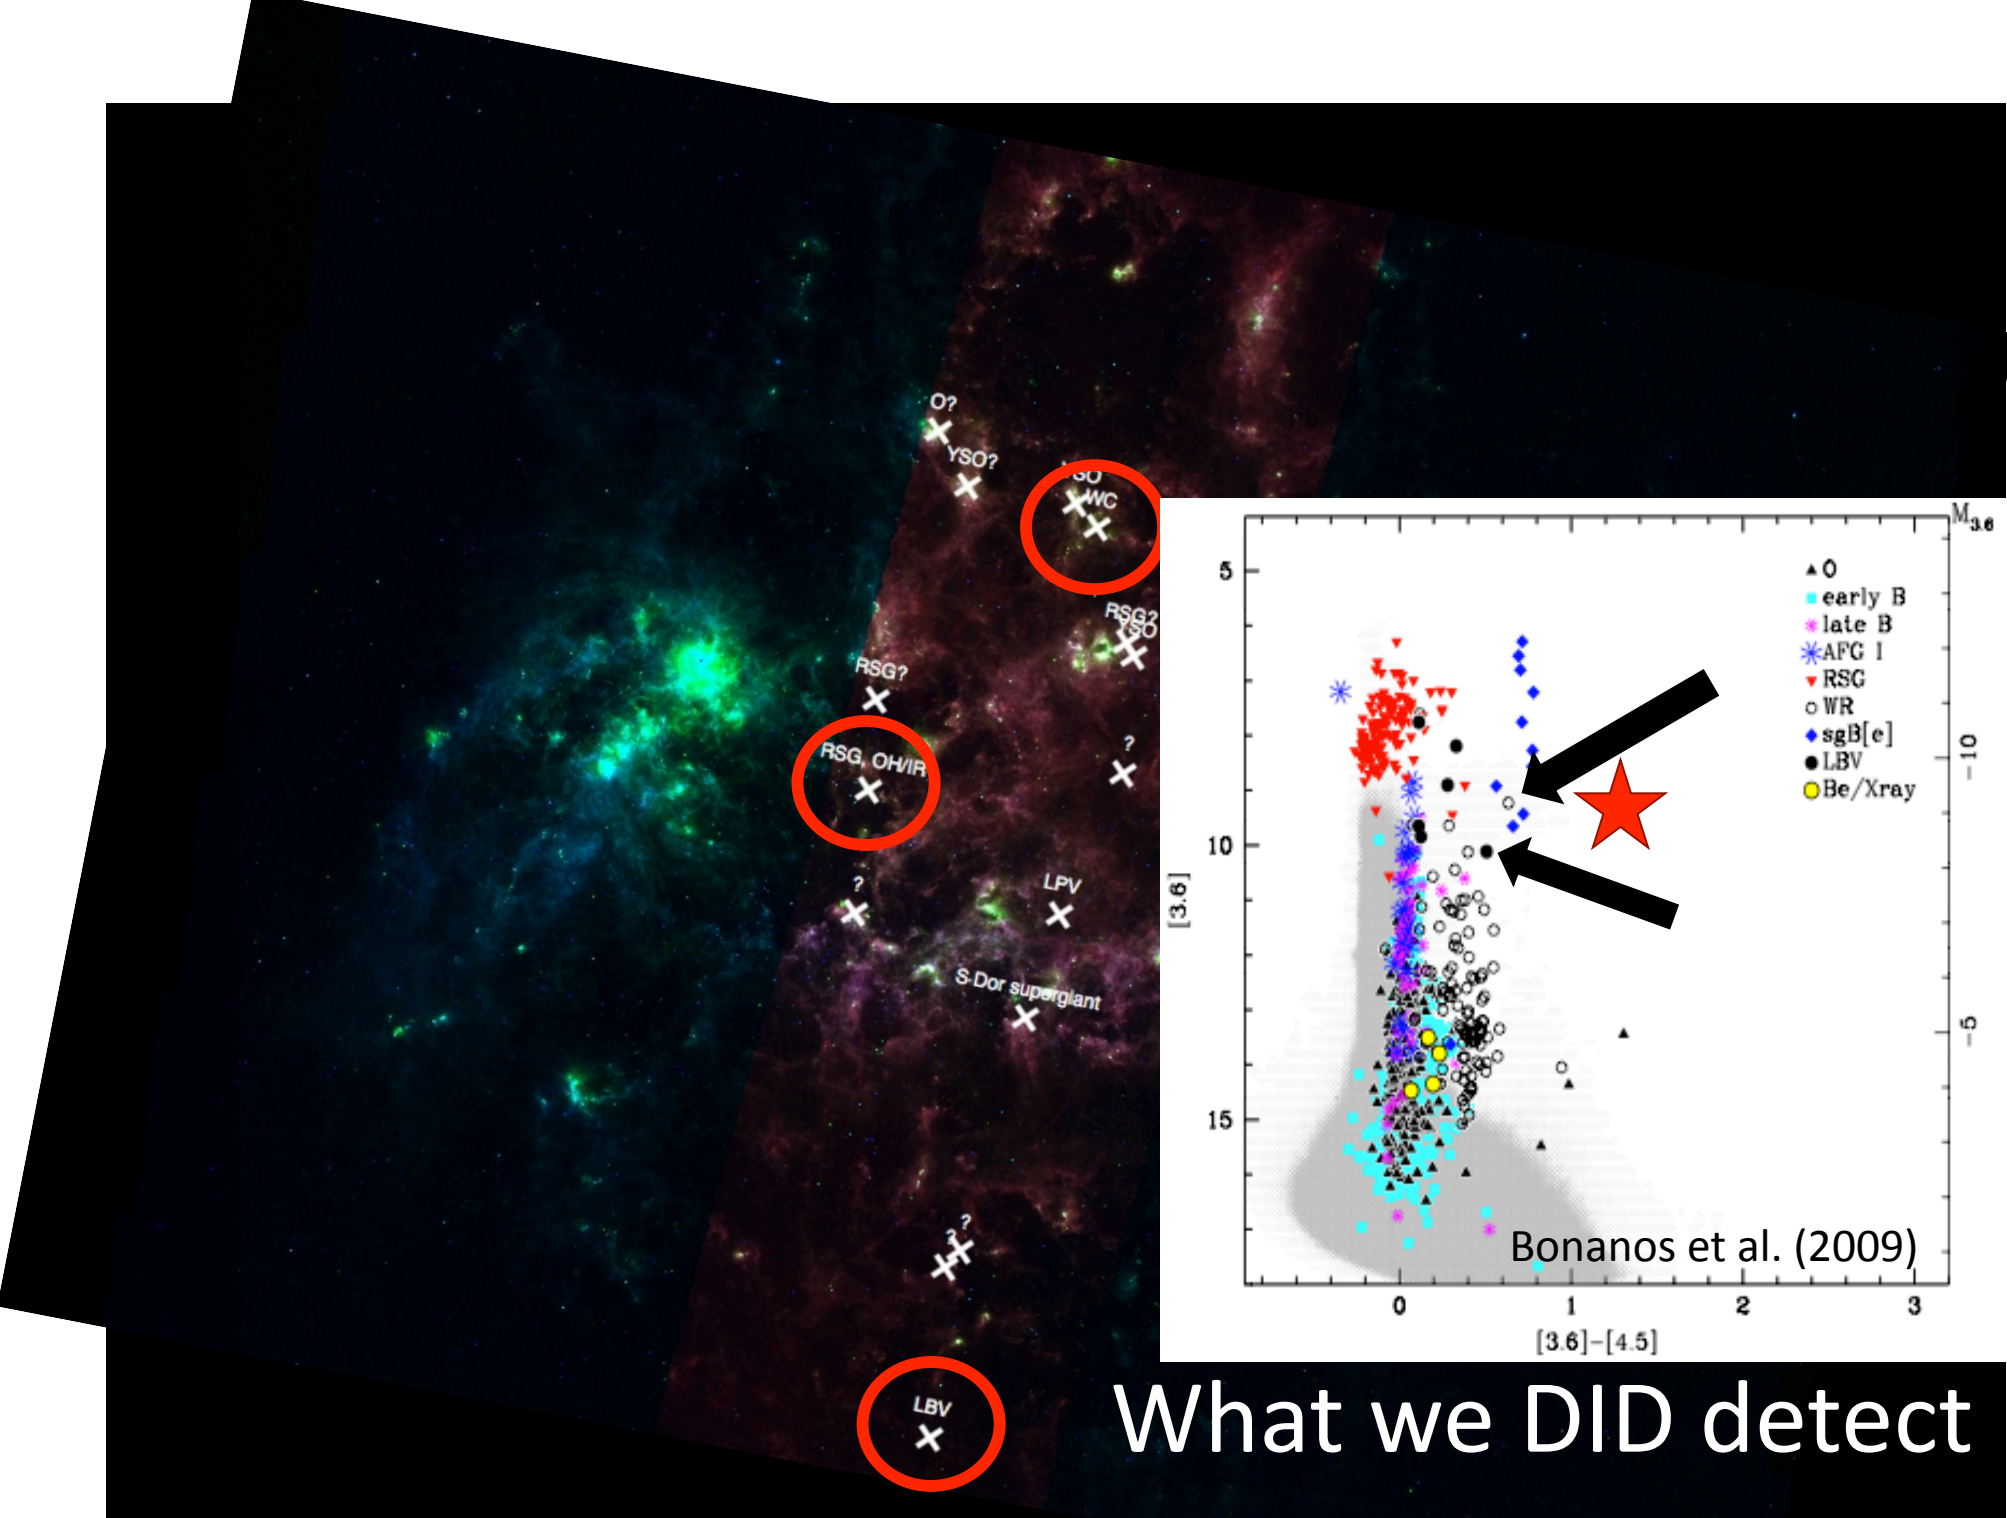 O?
YSO?
WC
RSG?
YSO
RSG?
RSG, OH/IR
?
?
LPV
S Dor supergiant
?
?
LBV
M3.6
5
10
15
[3.6]
O
early B
late B
AFG I
RSG
WR
sgB[e]
LBV
Be/Xray
-10
-5
Bonanos et al. (2009)
0 1 2 3
[3.6]-[4.5]
What we DID detect